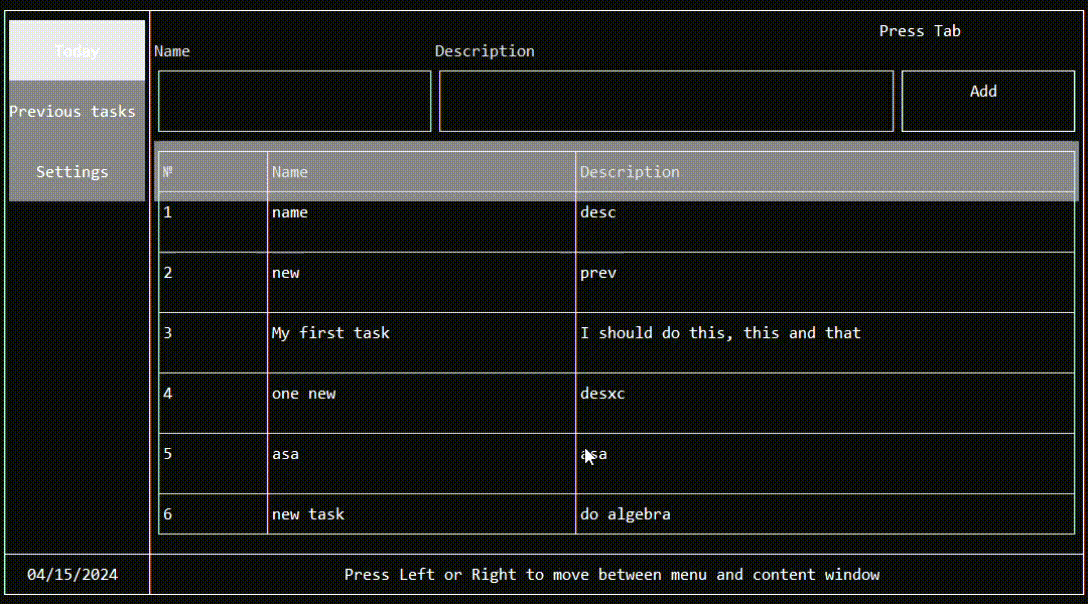 Press Tab
Today
Name Description
Previous tasks
Add
Settings
№ Name Description
1 name desc
2 new prev
3 My first task I should do this, this and that
4 one new desxc
5 asa asa
6 new task do algebra
04/15/2024 Press Left or Right to move between menu and content window